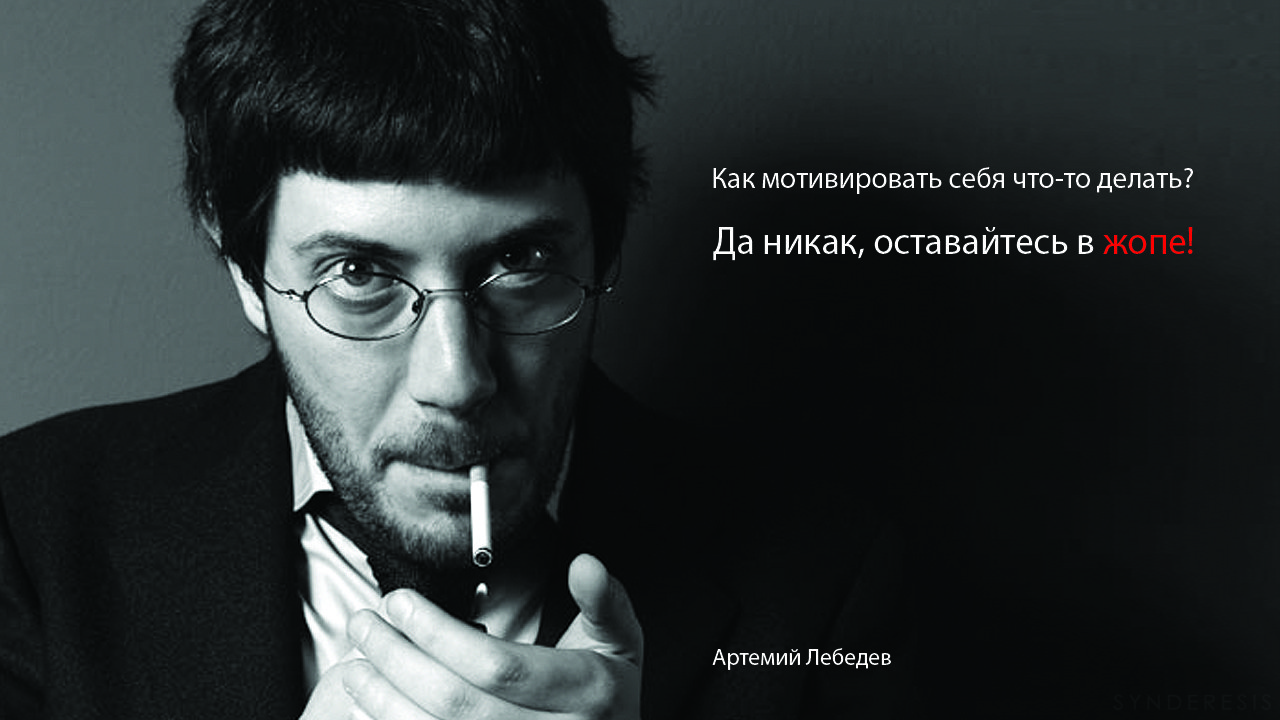 Как мотивировать себя что-то делать?
Да никак, оставайтесь в жопе!
Артемий Лебедев
SYNDERESIS